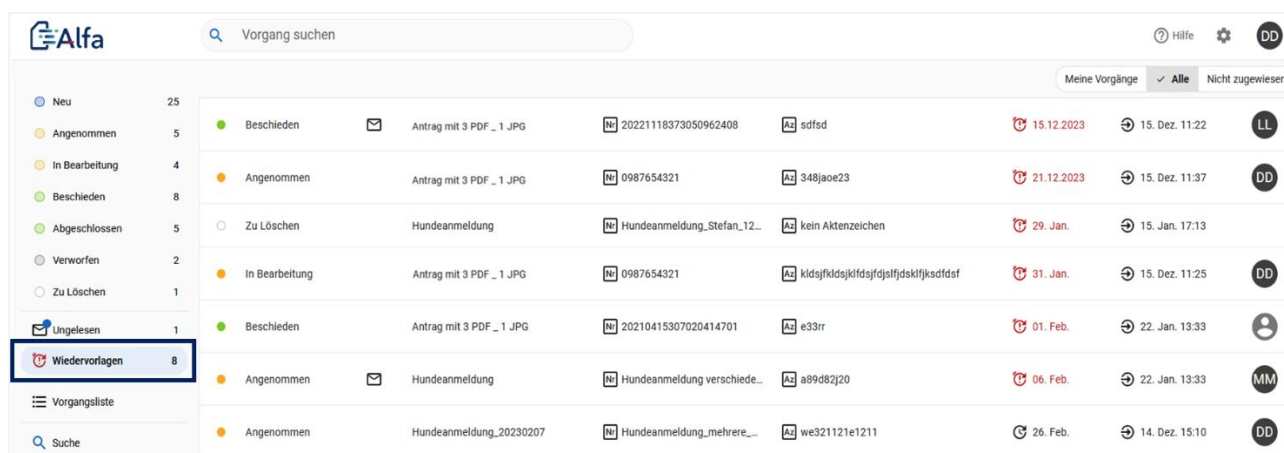 Alfa
Vorgang suchen
Hilfe
DD
Meine Vorgänge Alle Nicht zugewiesen
Neu 25
Angenommen 5
In Bearbeitung 4
Beschieden 8
Abgeschlossen 5
Verworfen 2
Zu Löschen 1
Ungelesen 1
Wiedervorlagen 8
Vorgangsliste
Suche
Beschieden Antrag mit 3 PDF _ 1 JPG Nr 20221118373050962408 Az sdfsd 15.12.2023 15. Dez. 11:22 LL
Angenommen Antrag mit 3 PDF _ 1 JPG Nr 0987654321 Az 348jaoe23 21.12.2023 15. Dez. 11:37 DD
Zu Löschen Hundeanmeldung Nr Hundeanmeldung_Stefan_12... Az kein Aktenzeichen 29. Jan. 15. Jan. 17:13
In Bearbeitung Antrag mit 3 PDF _ 1 JPG Nr 0987654321 Az kldsjfkldsjklfdsjfdjslfjdsklfjksdfdsf 31. Jan. 15. Dez. 11:25 DD
Beschieden Antrag mit 3 PDF _ 1 JPG Nr 20210415307020414701 Az e33rr 01. Feb. 22. Jan. 13:33
Angenommen Hundeanmeldung Nr Hundeanmeldung verschiede... Az a89d82j20 06. Feb. 22. Jan. 13:33 MM
Angenommen Hundeanmeldung_20230207 Nr Hundeanmeldung_mehrere_... Az we321121e1211 26. Feb. 14. Dez. 15:10 DD